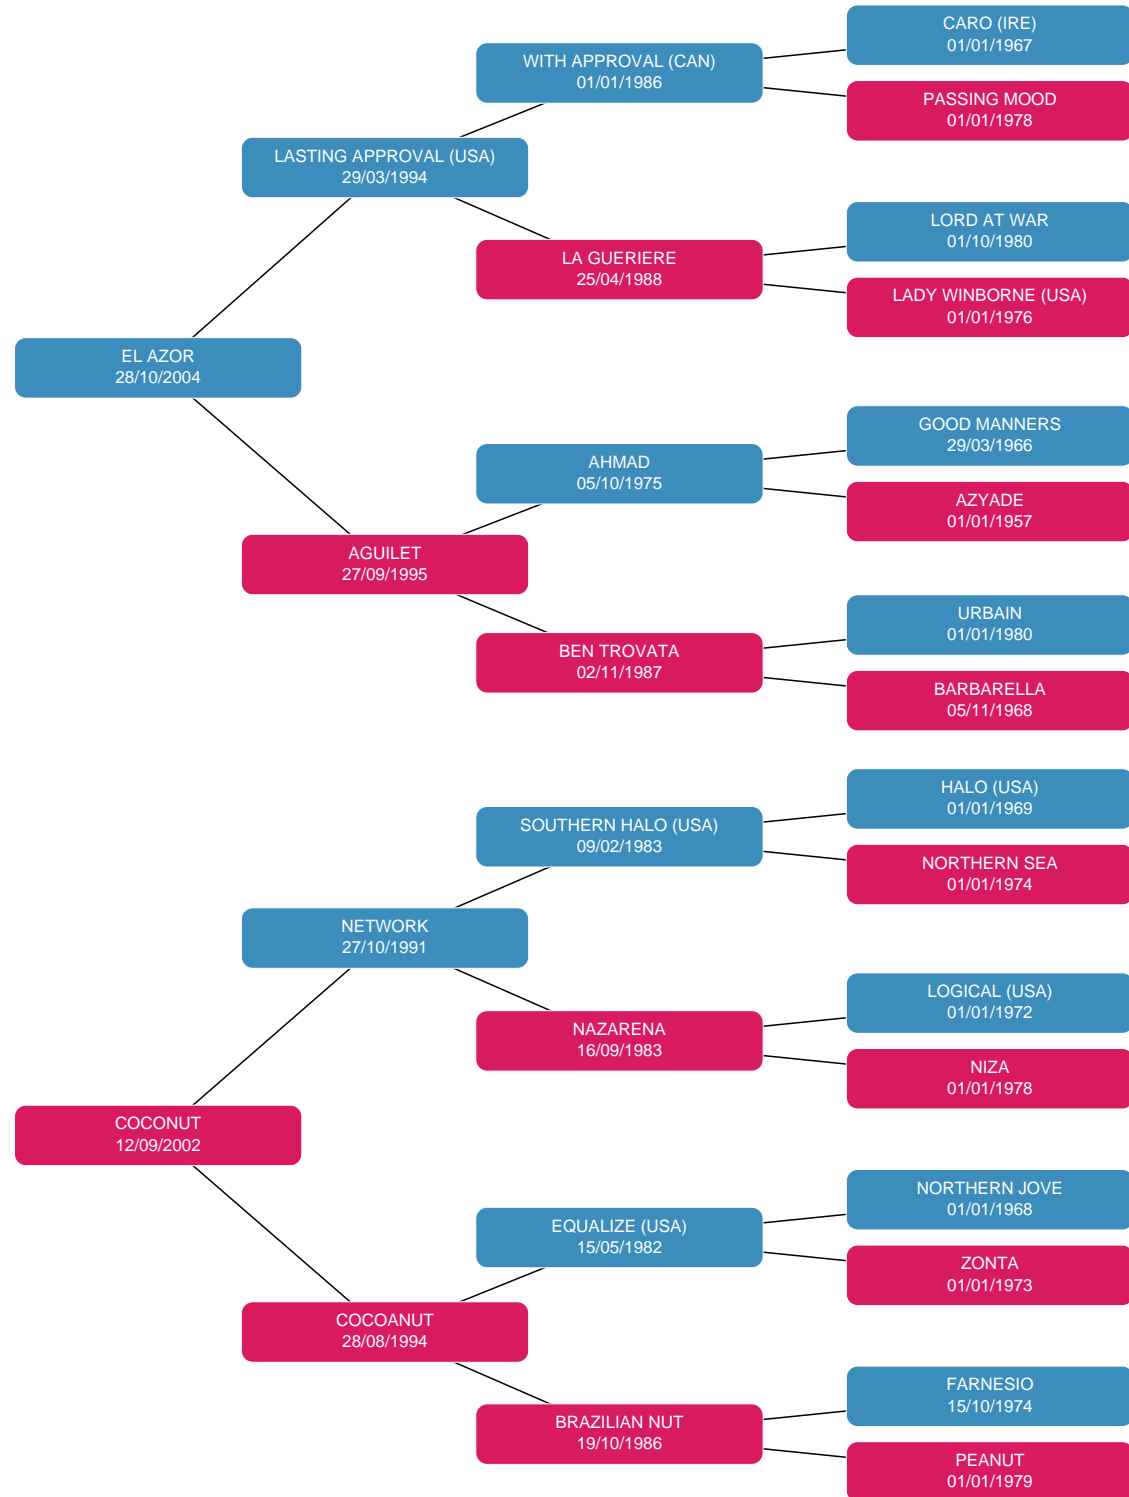 CARO (IRE)
01/01/1967
WITH APPROVAL (CAN)
01/01/1986
PASSING MOOD
01/01/1978
LASTING APPROVAL (USA)
29/03/1994
LORD AT WAR
01/10/1980
LA GUERIERE
25/04/1988
LADY WINBORNE (USA)
01/01/1976
EL AZOR
28/10/2004
GOOD MANNERS
29/03/1966
AHMAD
05/10/1975
AZYADE
01/01/1957
AGUILET
27/09/1995
URBAIN
01/01/1980
BEN TROVATA
02/11/1987
BARBARELLA
05/11/1968
HALO (USA)
01/01/1969
SOUTHERN HALO (USA)
09/02/1983
NORTHERN SEA
01/01/1974
NETWORK
27/10/1991
LOGICAL (USA)
01/01/1972
NAZARENA
16/09/1983
NIZA
01/01/1978
COCONUT
12/09/2002
NORTHERN JOVE
01/01/1968
EQUALIZE (USA)
15/05/1982
ZONTA
01/01/1973
COCOANUT
28/08/1994
FARNESIO
15/10/1974
BRAZILIAN NUT
19/10/1986
PEANUT
01/01/1979